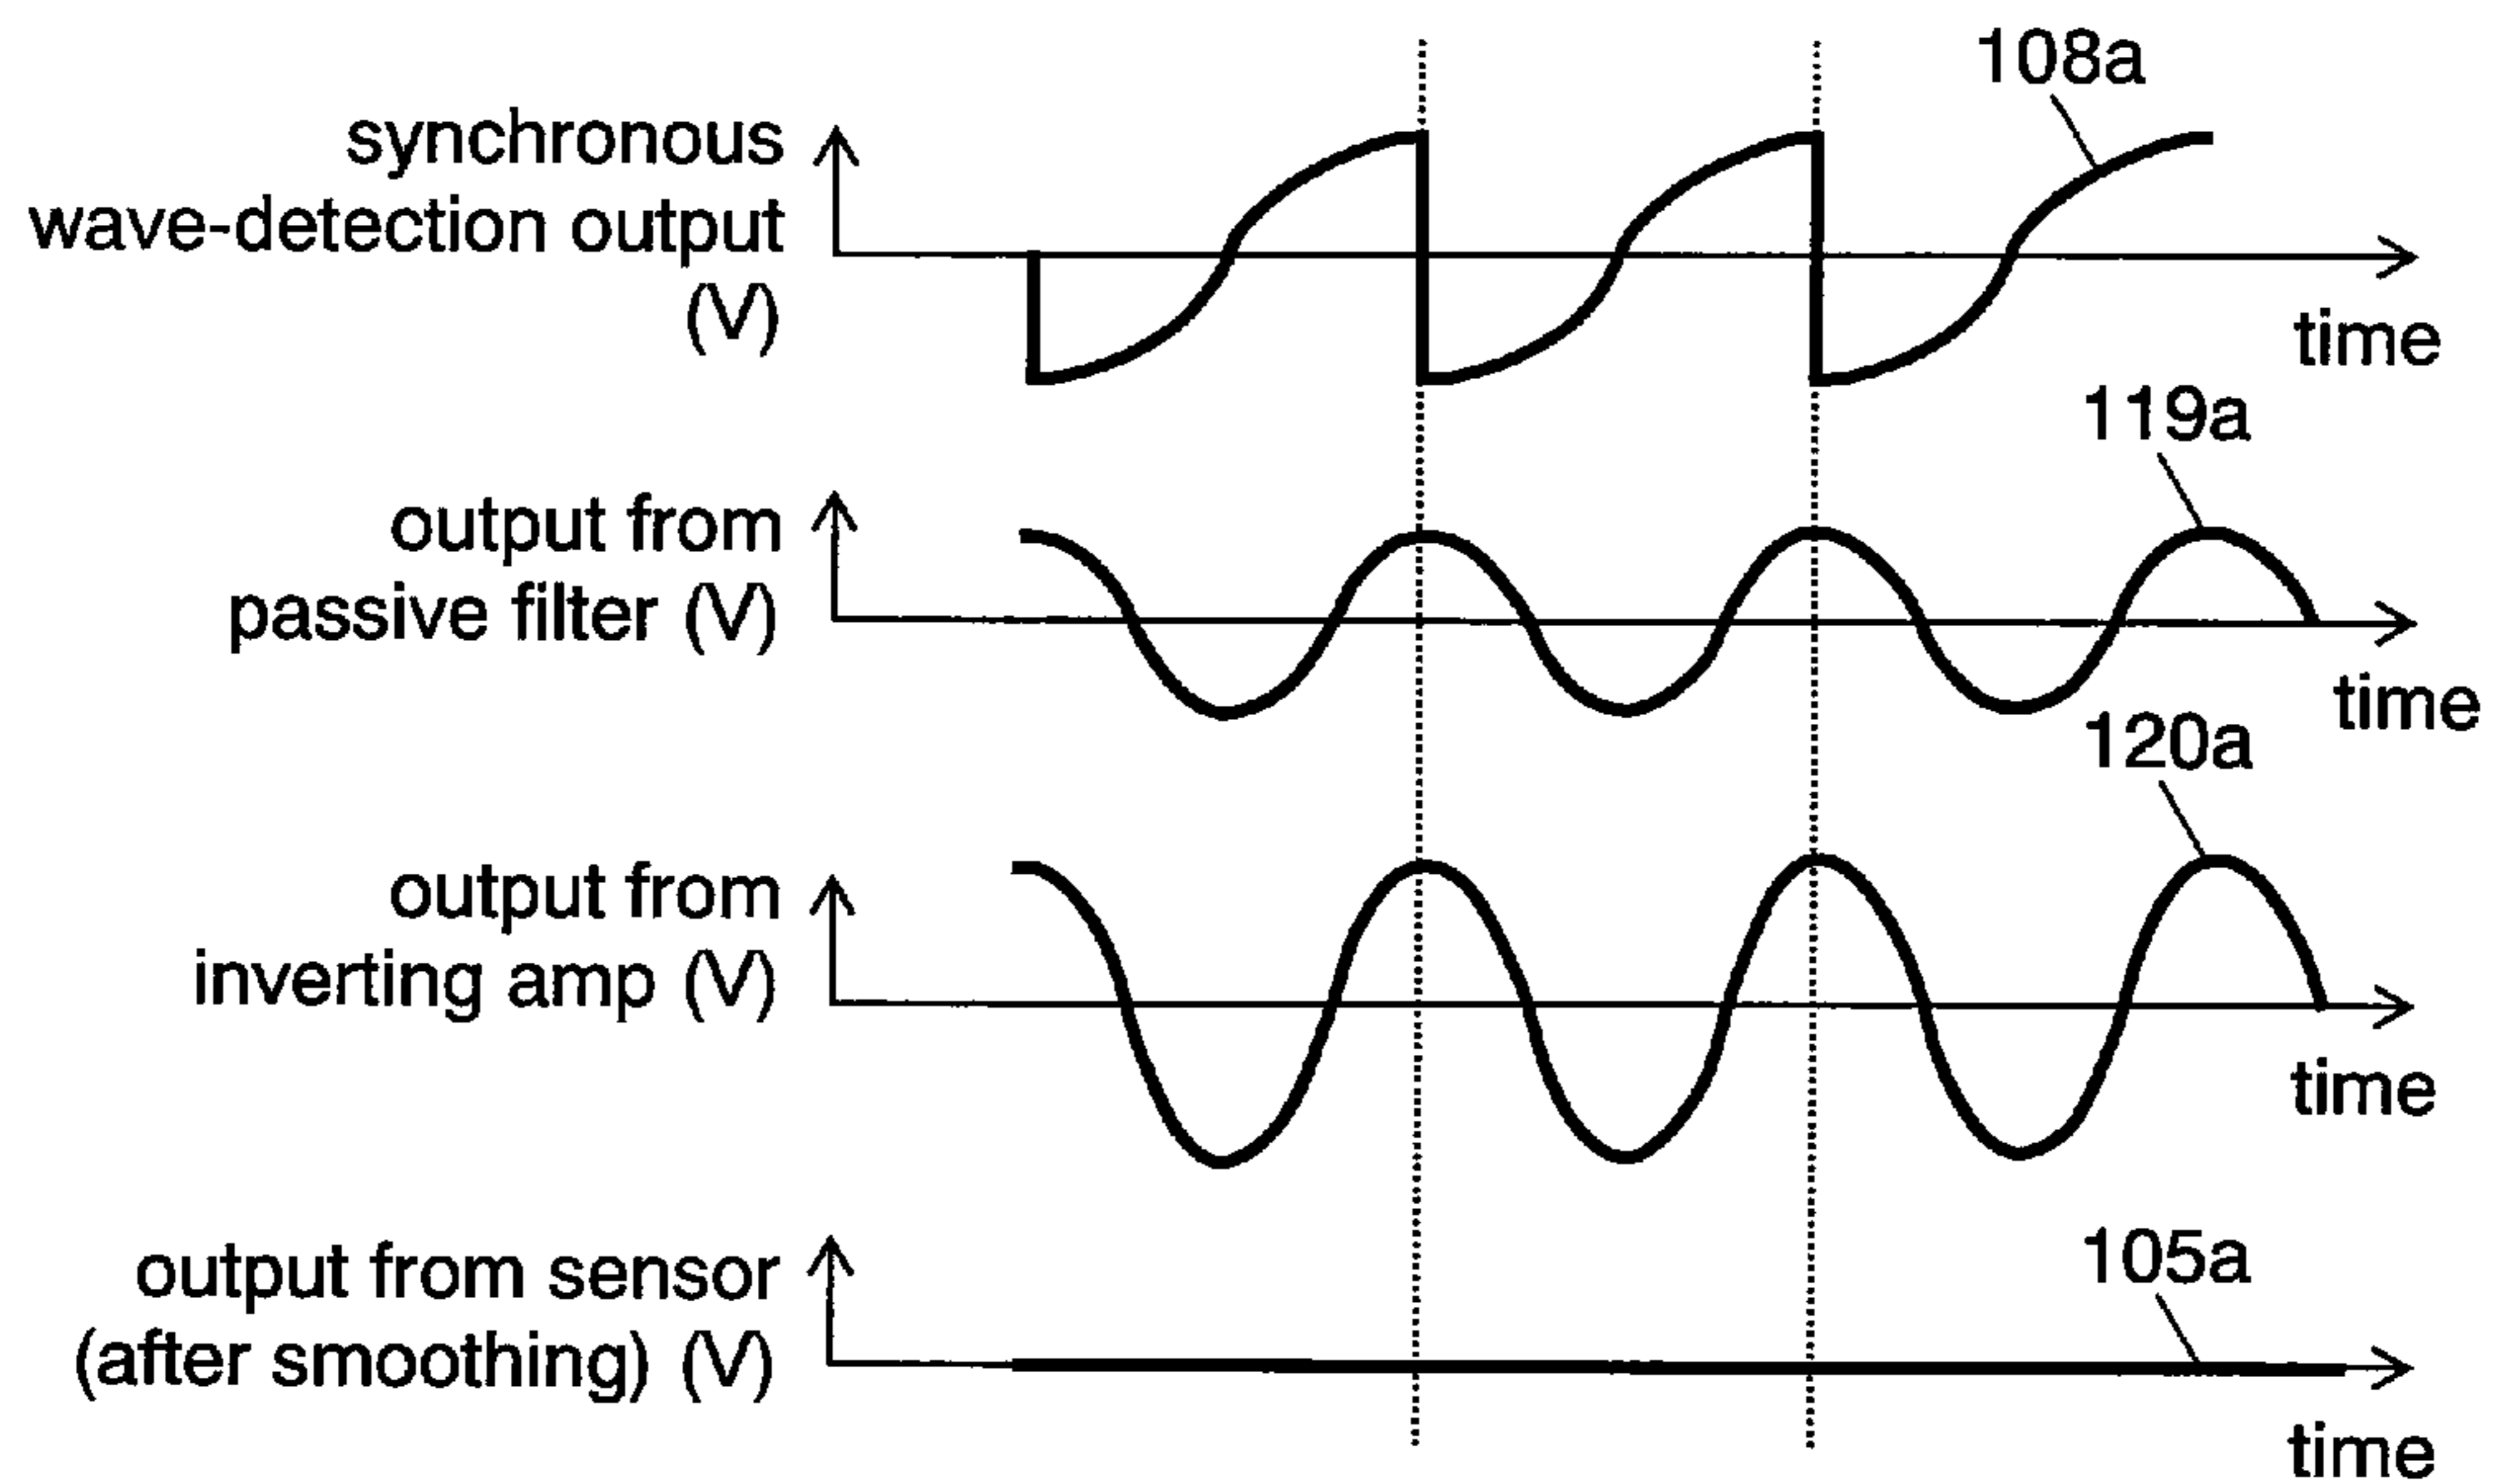 108a
synchronous
wave-detection output
(V)
time
119a
output from
passive filter (V)
time
120a
output from
inverting amp (V)
time
105a
output from sensor
(after smoothing) (V)
time